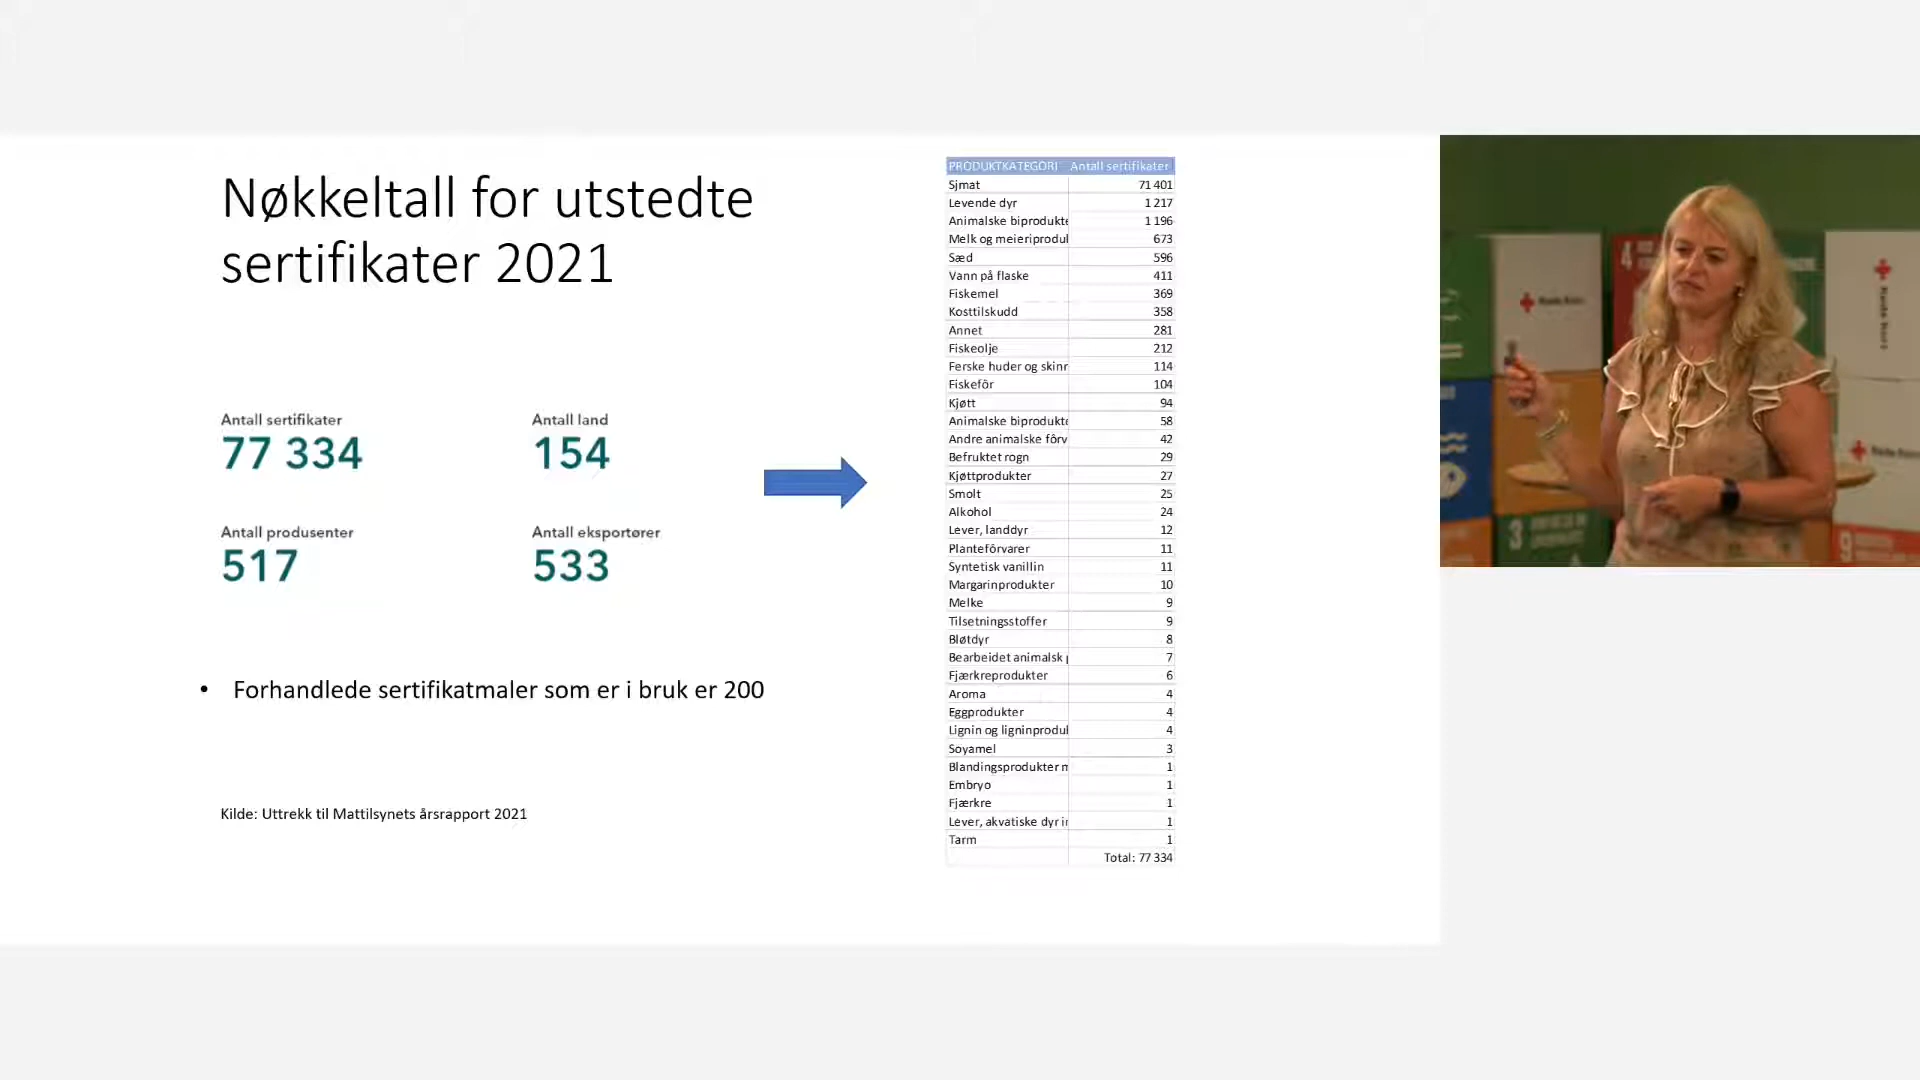 Nøkkeltall for utstedte
sertifikater 2021
Antall sertifikater
77 334
Antall land
154
Antall produsenter
517
Antall eksportører
533
• Forhandlede sertifikatmaler som er i bruk er 200
Kilde: Uttrekk til Mattilsynets årsrapport 2021
PRODUKTKATEGORI Antall sertifikater
Sjmat 71 401
Levende dyr 1 217
Animalske biprodukte 1 196
Melk og meieriproduk 673
Sæd 596
Vann på flaske 411
Fiskemel 369
Kosttilskudd 358
Annet 281
Fiskeolje 212
Ferske huder og skinn 114
Fiskefôr 104
Kjøtt 94
Animalske biprodukte 58
Andre animalske fôrv 42
Befruktet rogn 29
Kjøttprodukter 27
Smolt 25
Alkohol 24
Lever, landdyr 12
Plantefôrvarer 11
Syntetisk vanillin 11
Margarinprodukter 10
Melke 9
Tilsetningsstoffer 9
Bløtdyr 8
Bearbeidet animalsk p 7
Fjærkreprodukter 6
Aroma 4
Eggprodukter 4
Lignin og ligninproduk 4
Soyamel 3
Blandingsprodukter m 1
Embryo 1
Fjærkre 1
Lever, akvatiske dyr in 1
Tarm 1
Total: 77 334
4
3
9